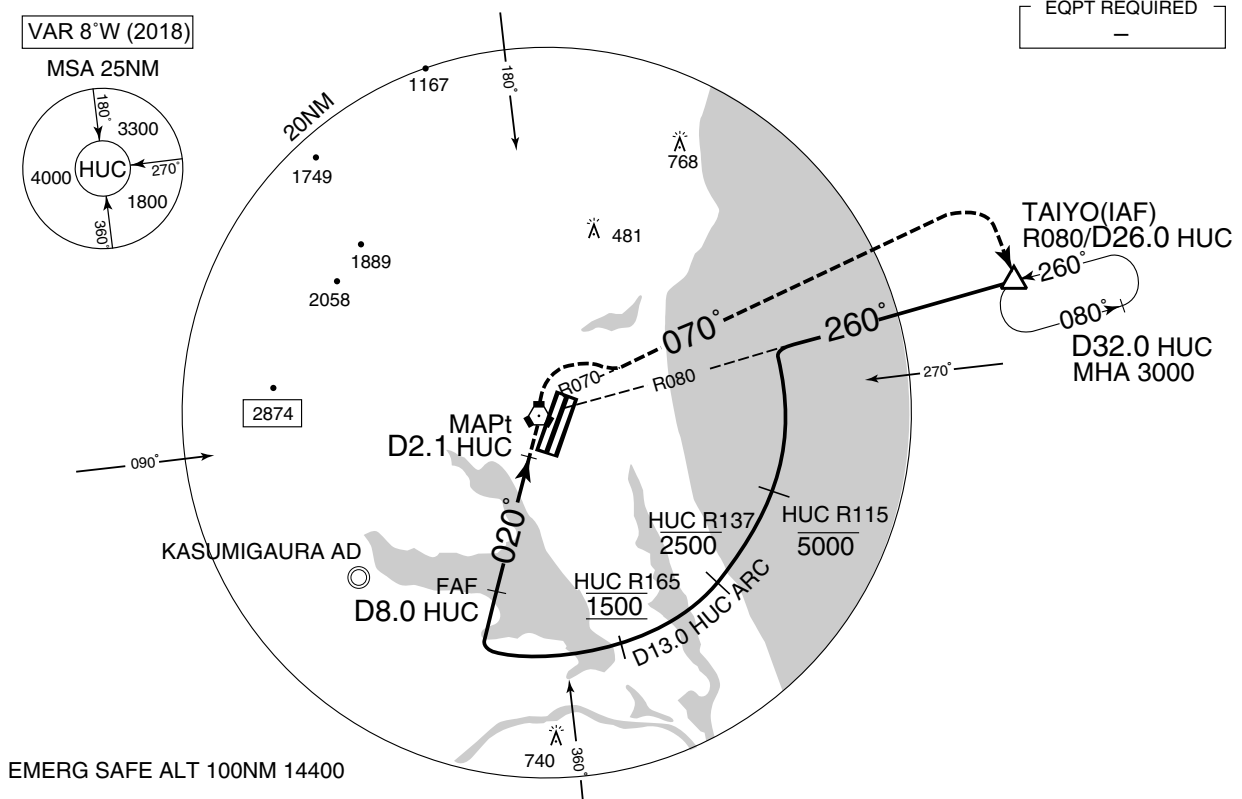 EQPT REQUIRED
–
VAR 8°W (2018)
MSA 25NM
180°
3300
HUC
270°
4000
1800
360°
20NM
180°
1167
1749
768
481
1889
2058
2874
TAIYO(IAF)
R080/D26.0 HUC
260°
080°
D32.0 HUC
MHA 3000
070°
260°
R070
R080
270°
MAPt
D2.1 HUC
090°
020°
HUC R137
2500
HUC R115
5000
KASUMIGAURA AD
FAF
D8.0 HUC
HUC R165
1500
D13.0 HUC ARC
740
360°
EMERG SAFE ALT 100NM 14400